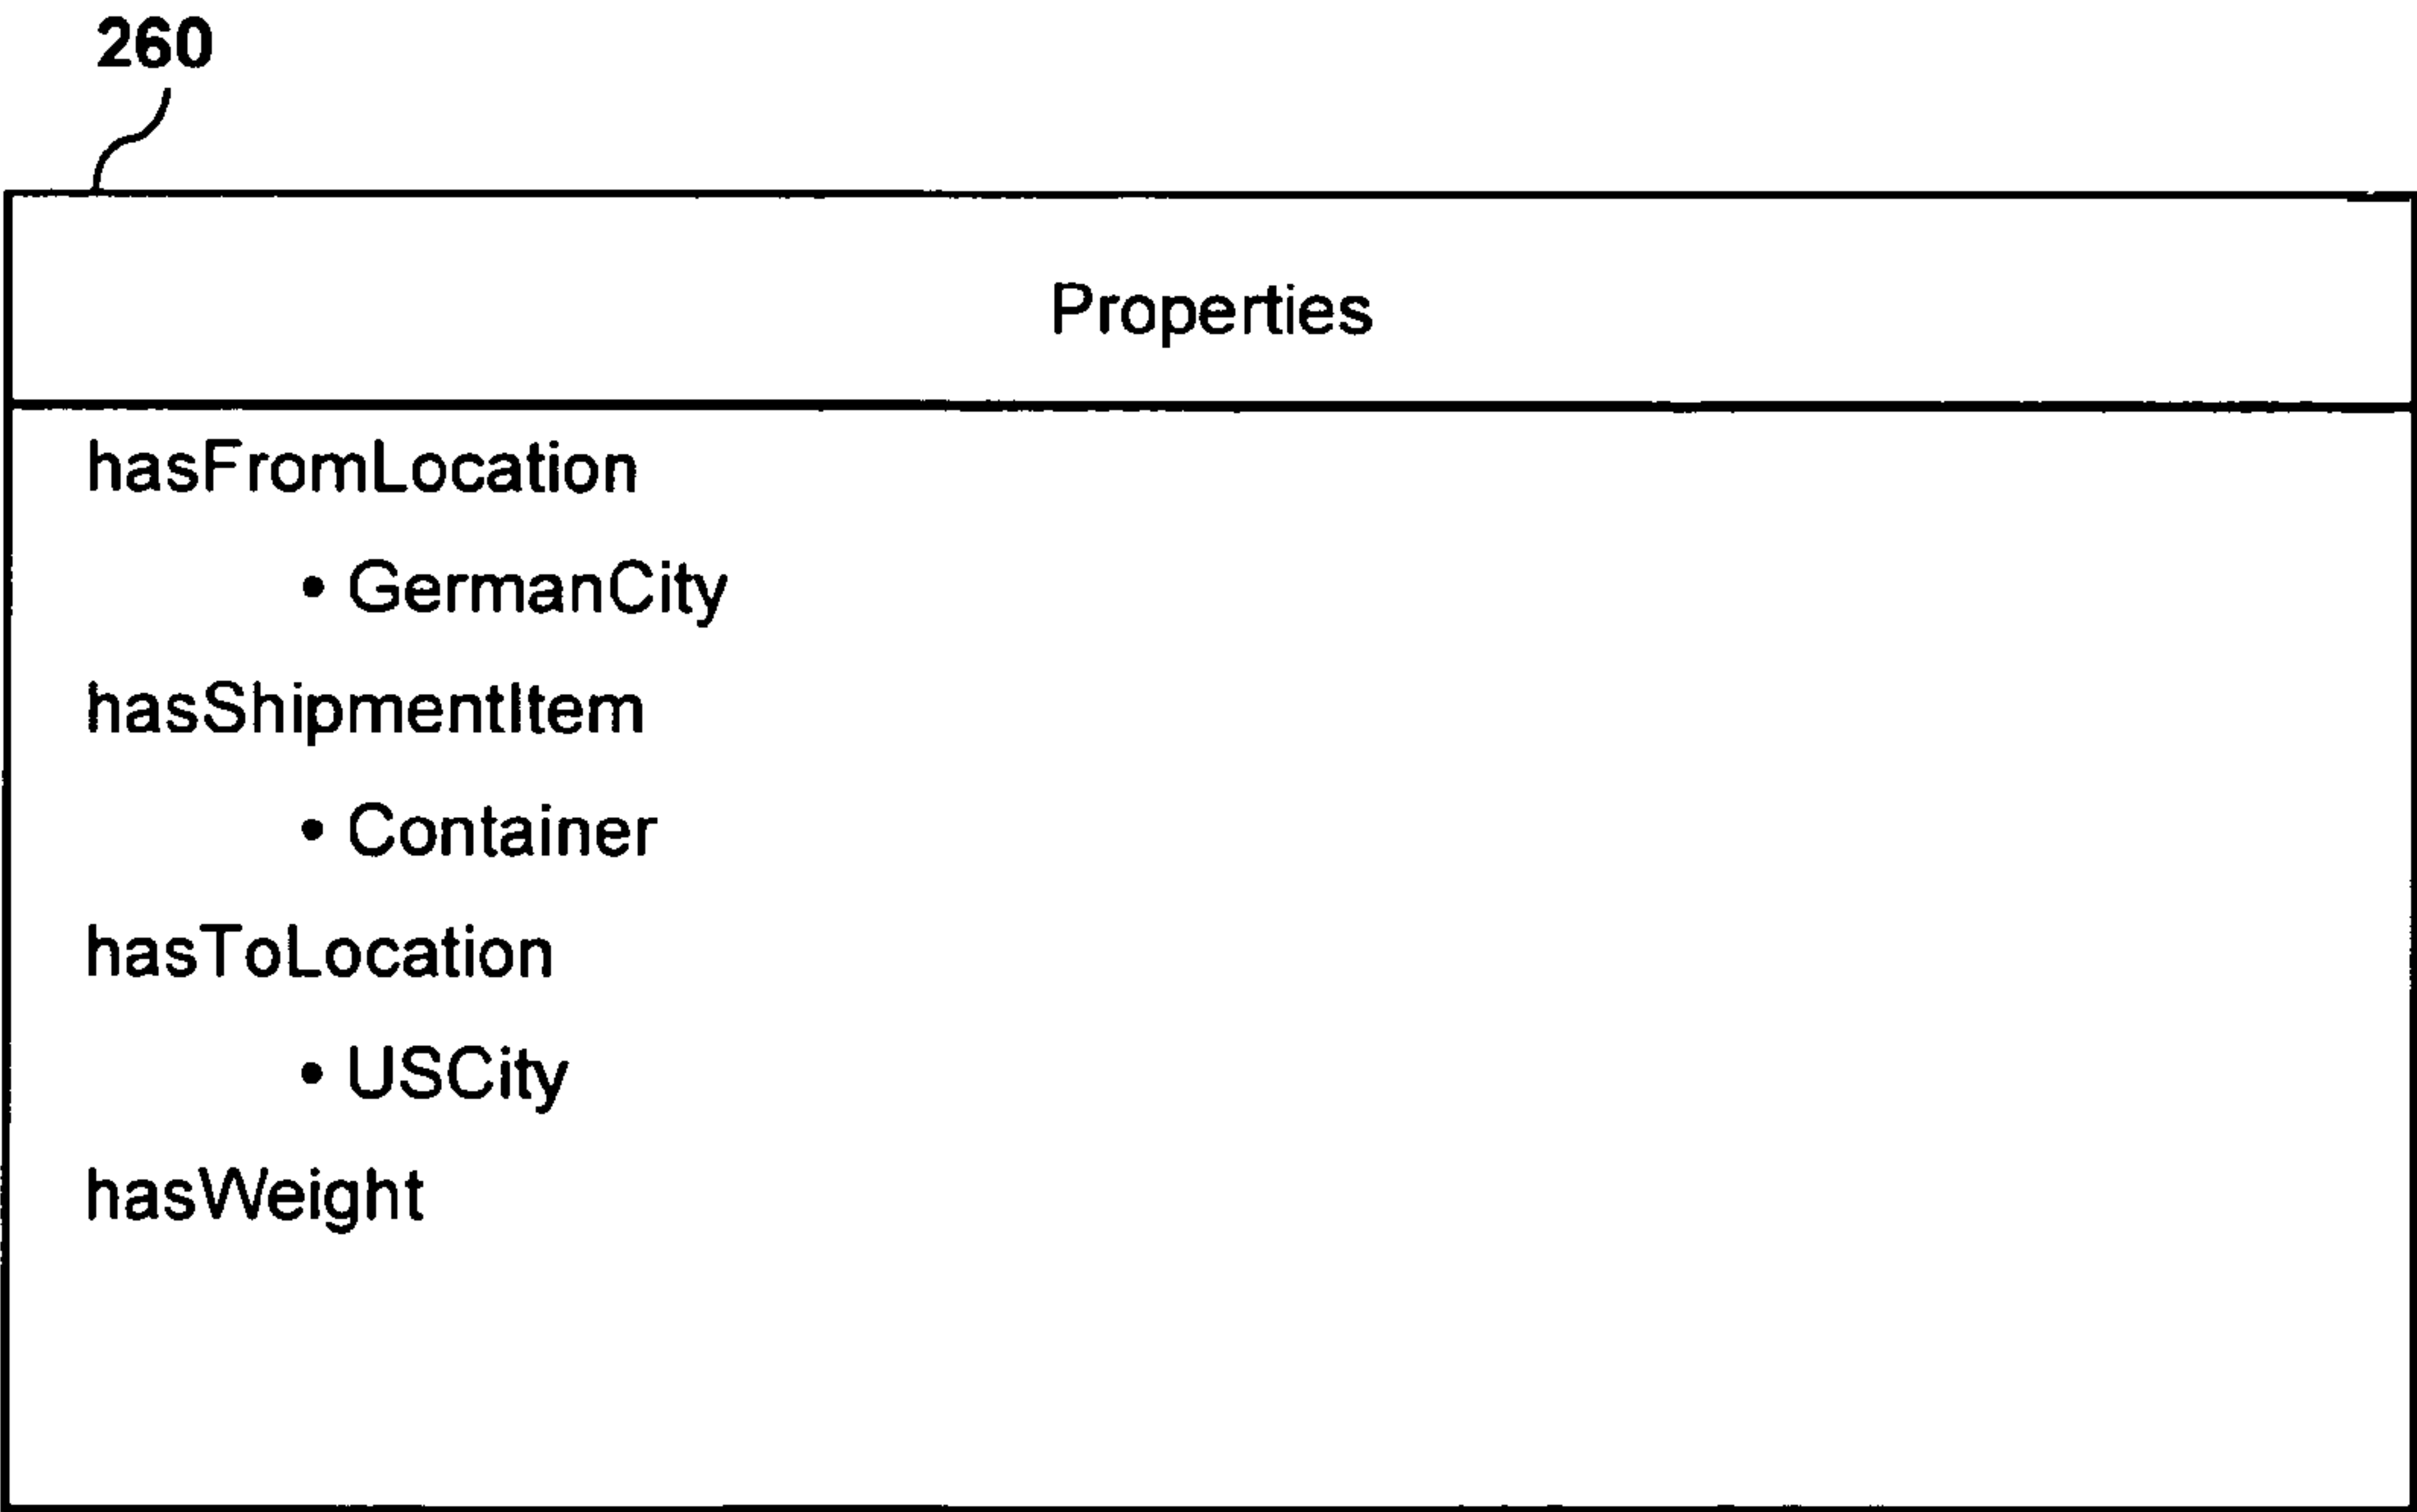 260
Properties
hasFromLocation
• GermanCity
hasShipmentItem
• Container
hasToLocation
• USCity
hasWeight